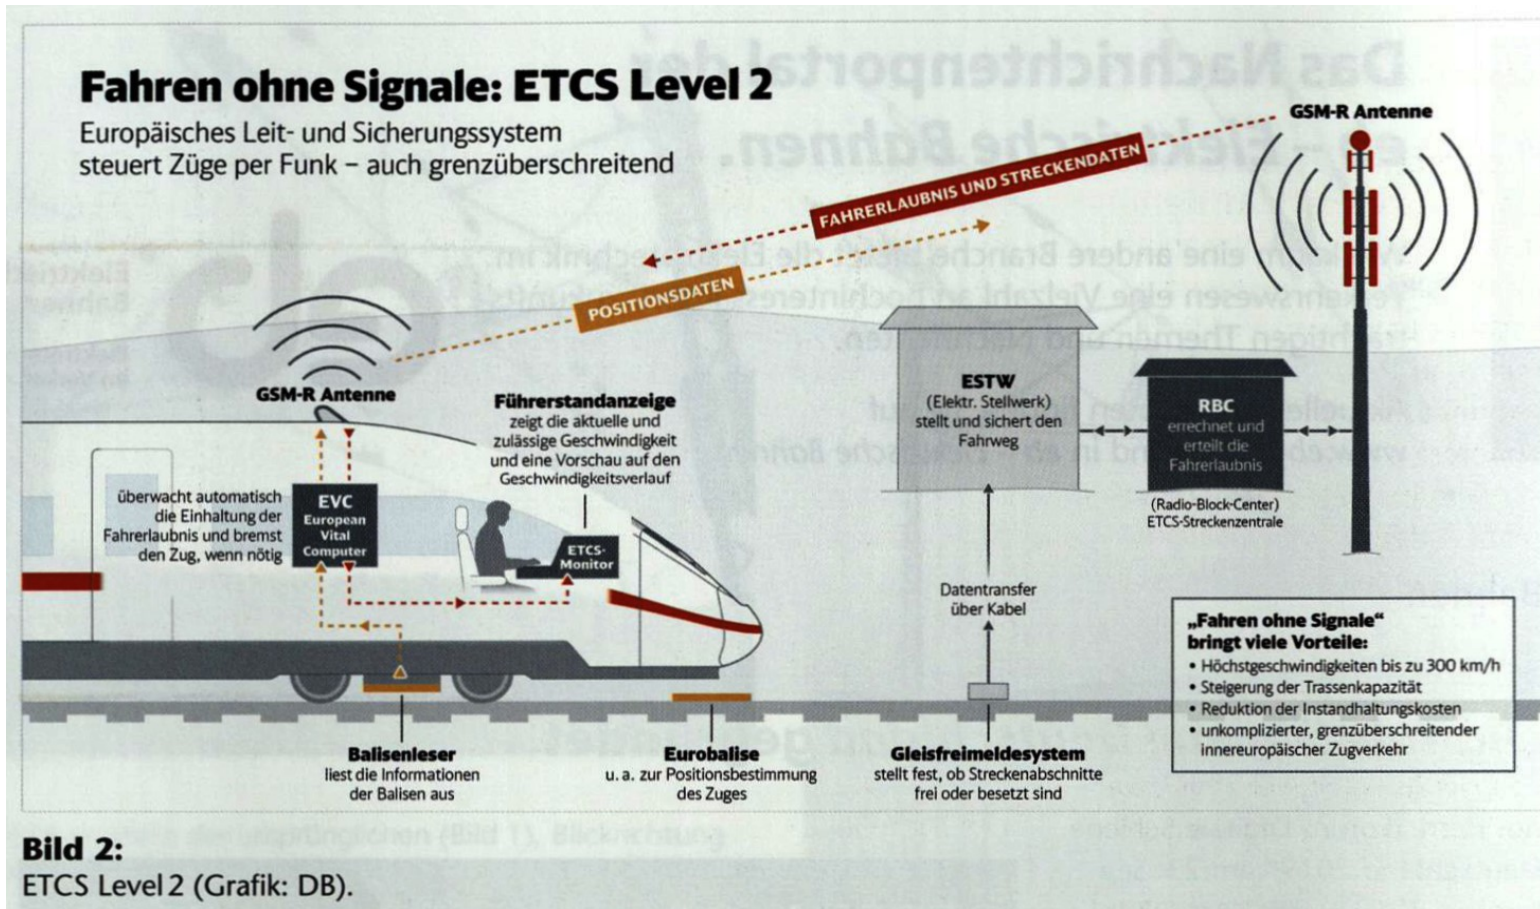 Fahren ohne Signale: ETCS Level 2
Europäisches Leit- und Sicherungssystem
steuert Züge per Funk – auch grenzüberschreitend
GSM-R Antenne
FAHRERLAUBNIS UND STRECKENDATEN
POSITIONSDATEN
GSM-R Antenne
Führerstandanzeige
zeigt die aktuelle und
zulässige Geschwindigkeit
und eine Vorschau auf den
Geschwindigkeitsverlauf
ESTW
(Elektr. Stellwerk)
stellt und sichert den
Fahrweg
RBC
errechnet und
erteilt die
Fahrerlaubnis
(Radio-Block-Center)
ETCS-Streckenzentrale
überwacht automatisch
die Einhaltung der
Fahrerlaubnis und bremst
den Zug, wenn nötig
EVC
European
Vital
Computer
ETCS-
Monitor
Datentransfer
über Kabel
„Fahren ohne Signale“
bringt viele Vorteile:
• Höchstgeschwindigkeiten bis zu 300 km/h
• Steigerung der Trassenkapazität
• Reduktion der Instandhaltungskosten
• unkomplizierter, grenzüberschreitender
innereuropäischer Zugverkehr
Balisenleser
liest die Informationen
der Balisen aus
Eurobalise
u. a. zur Positionsbestimmung
des Zuges
Gleisfreimeldesystem
stellt fest, ob Streckenabschnitte
frei oder besetzt sind
Bild 2:
ETCS Level 2 (Grafik: DB).